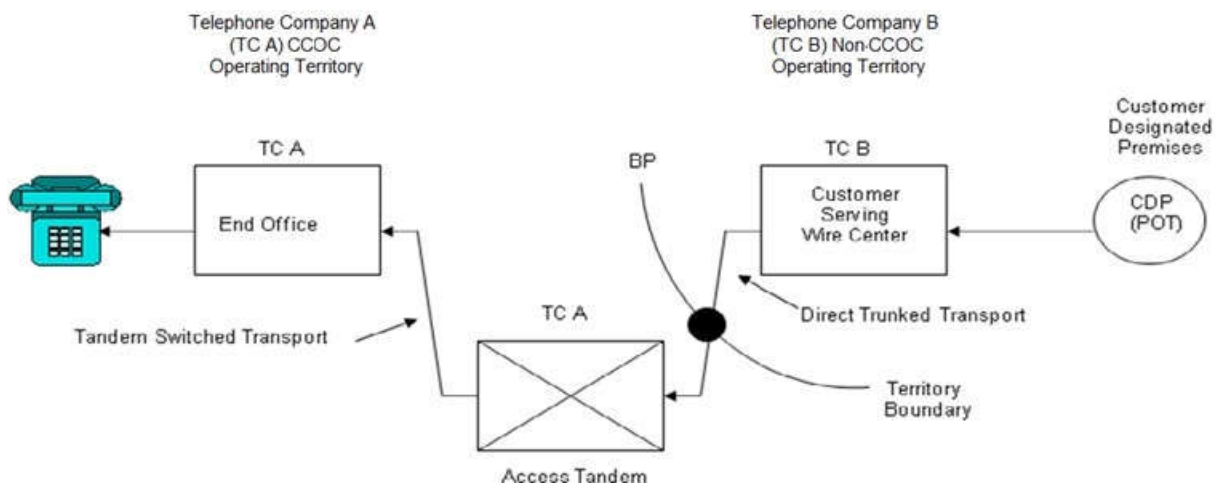 Telephone Company A
(TC A) CCOC
Operating Territory
Telephone Company B
(TC B) Non-CCOC
Operating Territory
Customer
Designated
Premises
TC A
End Office
BP
TC B
Customer
Serving
Wire Center
CDP
(POT)
Tandem Switched Transport
TC A
Direct Trunked Transport
Territory
Boundary
Access Tandem